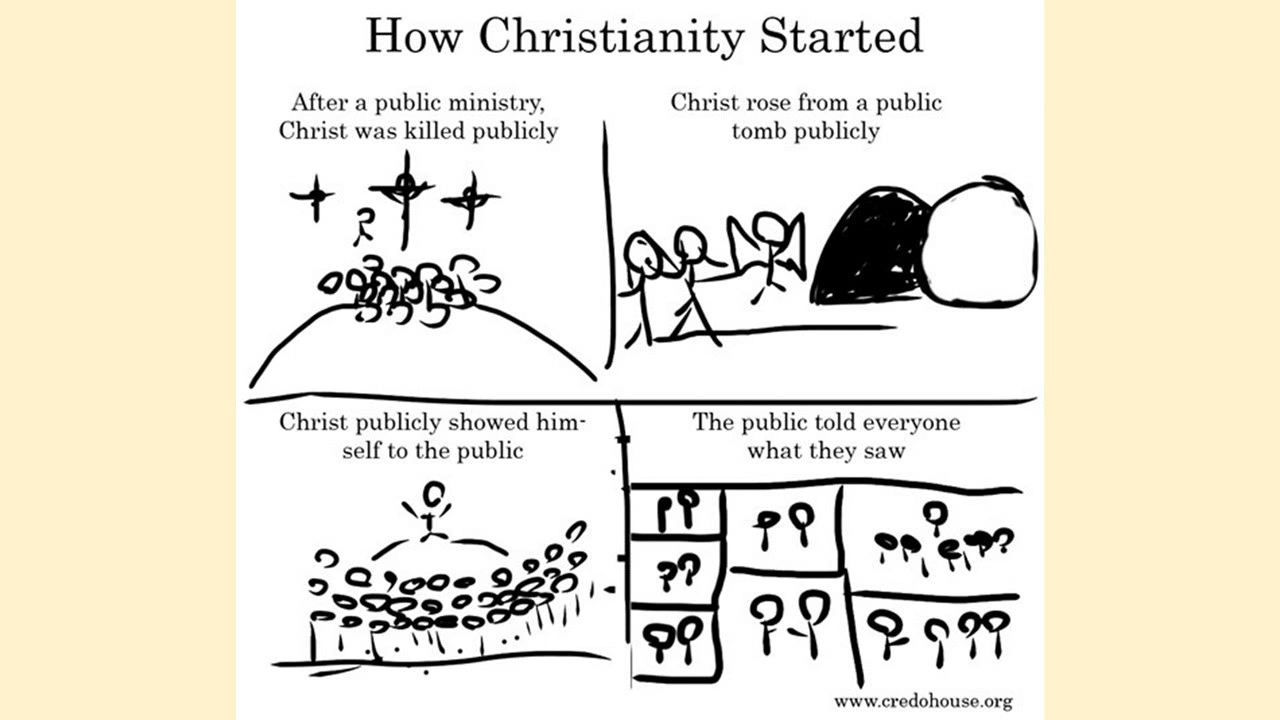 How Christianity Started
After a public ministry,
Christ was killed publicly
Christ rose from a public
tomb publicly
Christ publicly showed him-
self to the public
The public told everyone
what they saw
www.credohouse.org